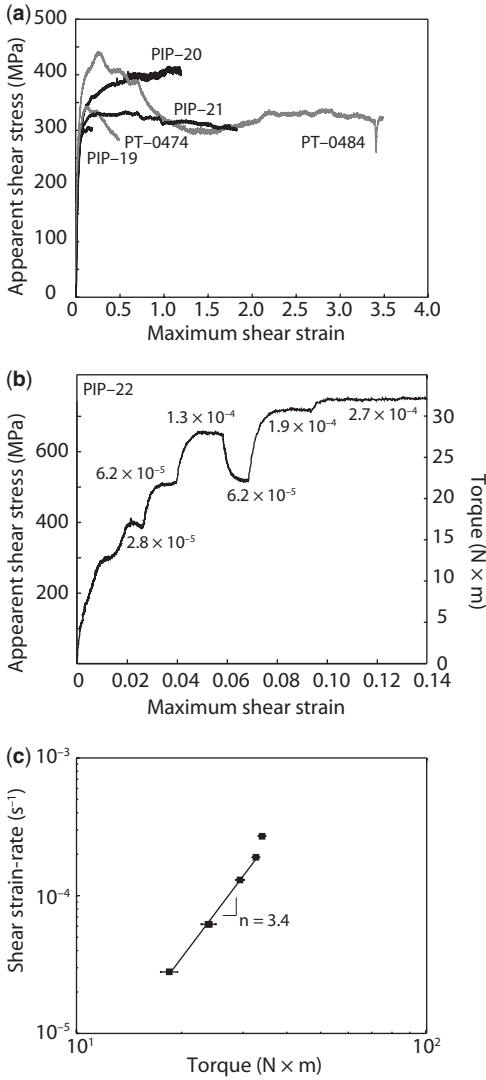 (a)
500
400
300
200
100
0
Appearent shear stress (MPa)
PIP–20
PIP–21
PT–0474
PT–0484
PIP–19
0 0.5 1.0 1.5 2.0 2.5 3.0 3.5 4.0
Maximum shear strain
(b)
PIP–22
600
400
200
Appearent shear stress (MPa)
1.3 × 10⁻⁴
1.9 × 10⁻⁴
2.7 × 10⁻⁴
6.2 × 10⁻⁵
6.2 × 10⁻⁵
2.8 × 10⁻⁵
30
25
20
15
10
5
0
Torque (N × m)
0 0.02 0.04 0.06 0.08 0.10 0.12 0.14
Maximum shear strain
(c)
10⁻³
10⁻⁴
10⁻⁵
Shear strain-rate (s⁻¹)
n = 3.4
10¹ 10²
Torque (N × m)